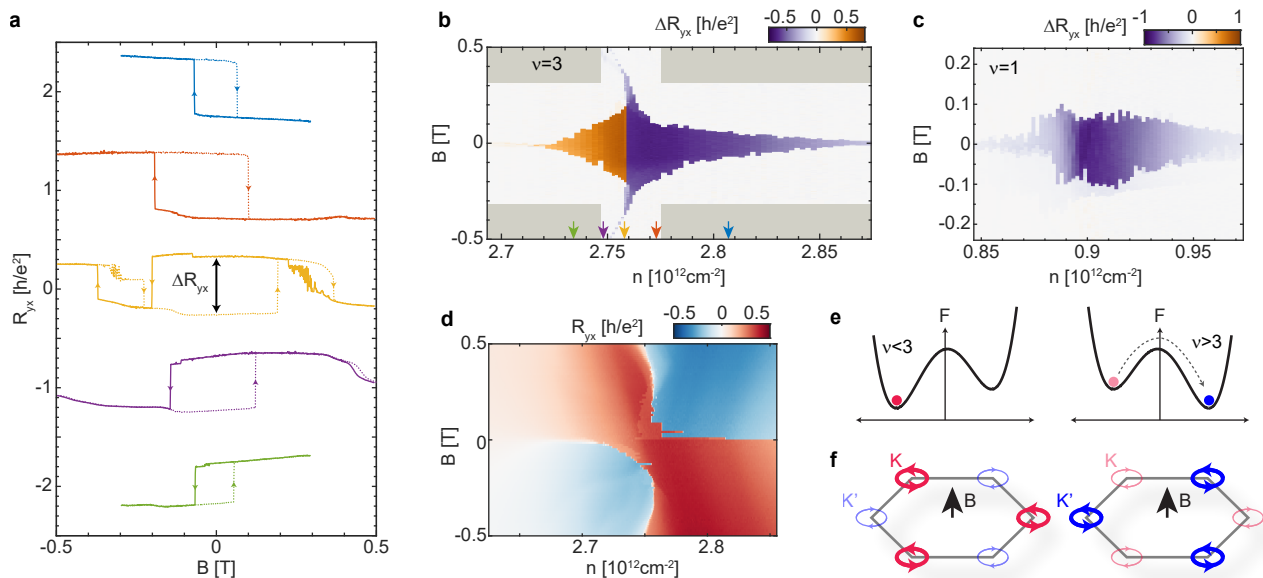 a
2
1
0
-1
-2
R_yx [h/e²]
ΔR_yx
-0.5
0
0.5
B [T]
b
ΔR_yx [h/e²]
-0.5
0
0.5
ν=3
0.5
0
-0.5
B [T]
2.7
2.75
2.8
2.85
n [10¹²cm⁻²]
c
ΔR_yx [h/e²]
-1
0
1
ν=1
0.2
0.1
0
-0.1
-0.2
B [T]
0.85
0.9
0.95
n [10¹²cm⁻²]
d
R_yx [h/e²]
-0.5
0
0.5
0.5
0
-0.5
B [T]
2.7
2.8
n [10¹²cm⁻²]
e
F
ν<3
F
ν>3
f
K
K'
B
K
K'
B